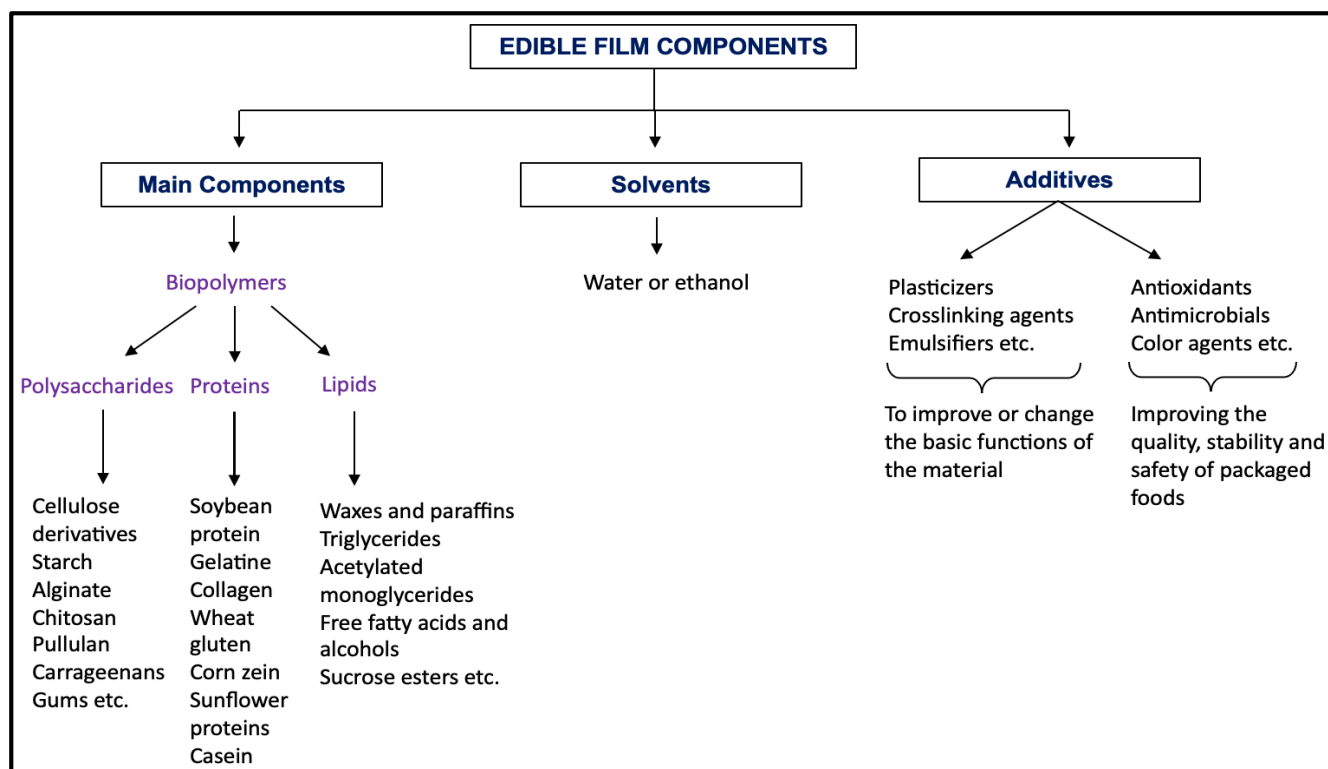 EDIBLE FILM COMPONENTS
Main Components
Solvents
Additives
Biopolymers
Water or ethanol
Plasticizers
Crosslinking agents
Emulsifiers etc.
Antioxidants
Antimicrobials
Color agents etc.
Polysaccharides
Proteins
Lipids
To improve or change
the basic functions of
the material
Improving the
quality, stability and
safety of packaged
foods
Cellulose
derivatives
Starch
Alginate
Chitosan
Pullulan
Carrageenans
Gums etc.
Soybean
protein
Gelatine
Collagen
Wheat
gluten
Corn zein
Sunflower
proteins
Casein
Waxes and paraffins
Triglycerides
Acetylated
monoglycerides
Free fatty acids and
alcohols
Sucrose esters etc.